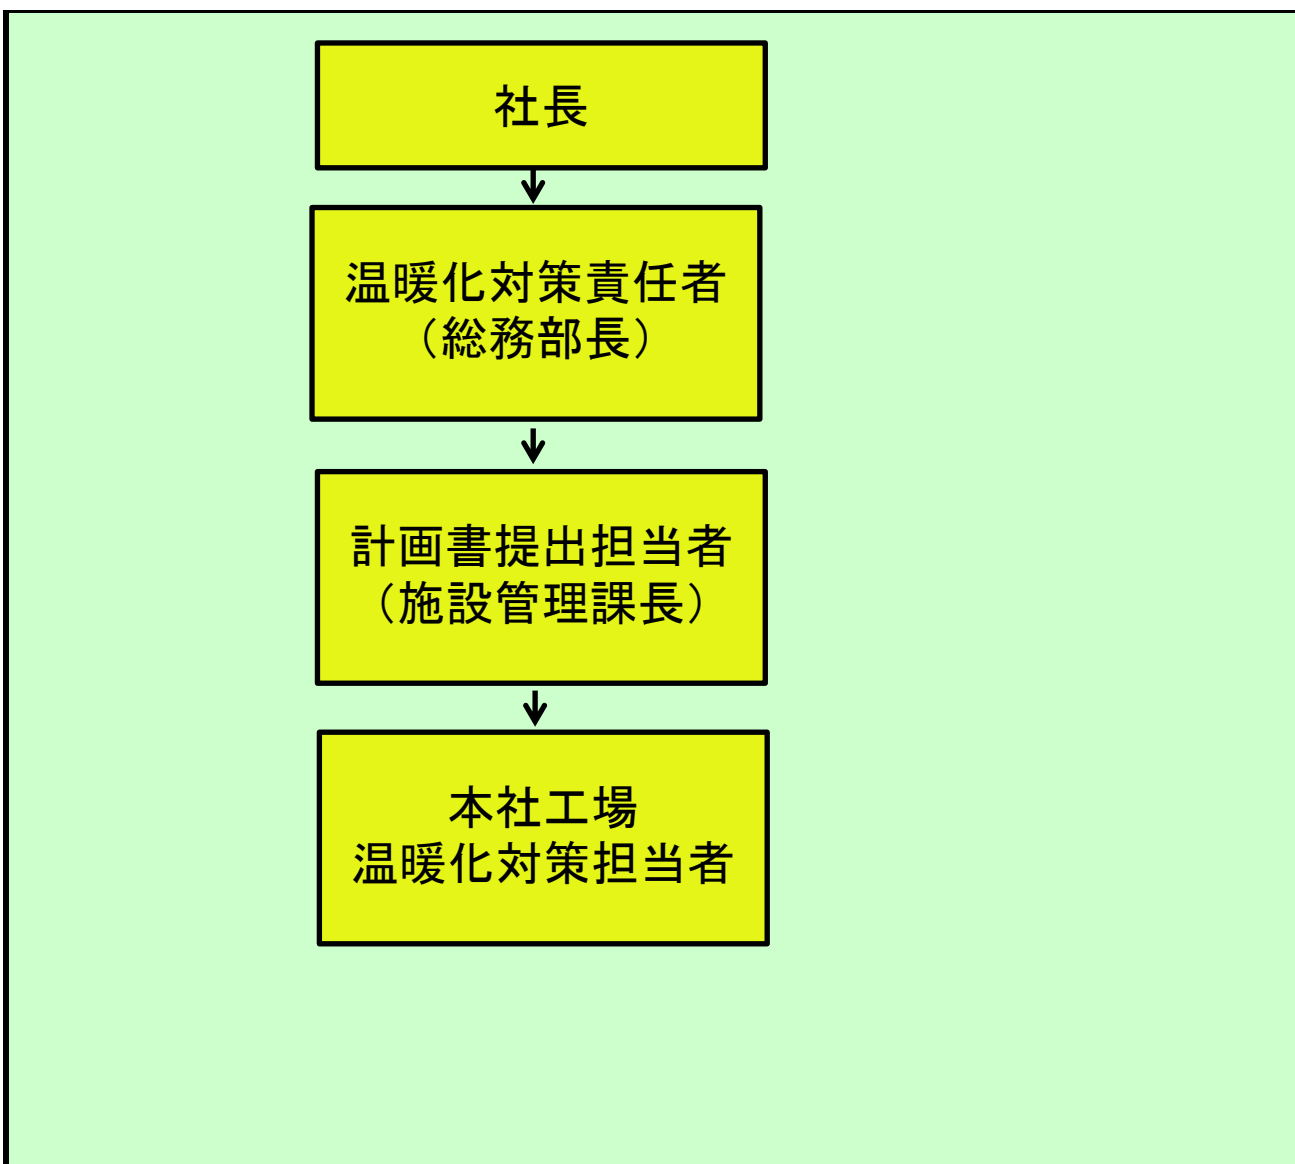 社長
温暖化対策責任者
（総務部長）
計画書提出担当者
（施設管理課長）
本社工場
温暖化対策担当者